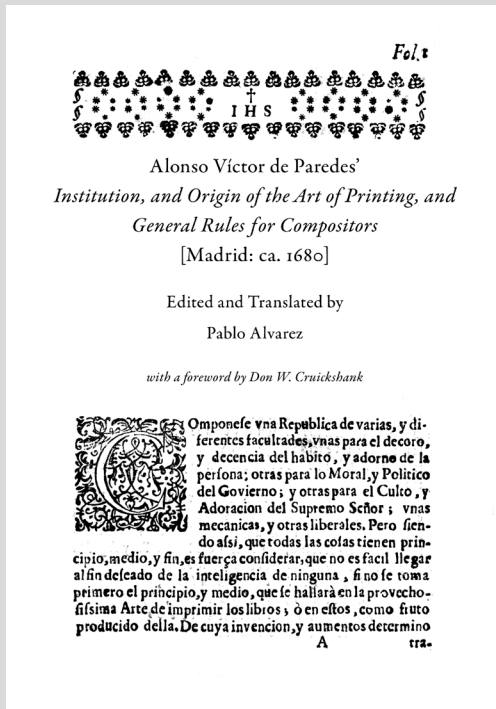 Fol.1
I H S
Alonso Víctor de Paredes’
Institution, and Origin of the Art of Printing, and
General Rules for Compositors
[Madrid: ca. 1680]
Edited and Translated by
Pablo Alvarez
with a foreword by Don W. Cruickshank
COmponeſe vna Republica de varias, y di-
ferentes facultades, vnas para el decoro,
y decencia del habito, y adorno de la
perſona; otras para lo Moral, y Politico
del Govierno; y otras para el Culto, y
Adoracion del Supremo Señor; vnas
mecanicas, y otras liberales. Pero ſien-
do aſsi, que todas las coſas tienen prin-
cipio, medio, y fin, es fuerça conſiderar, que no es facil llegar
al fin deſeado de la inteligencia de ninguna, ſi no ſe toma
primero el principio, y medio, que ſe hallarà en la provecho-
ſiſsima Arte de imprimir los libros; ò en eſtos, como fruto
producido della. De cuya invencion, y aumentos determino
A tra-